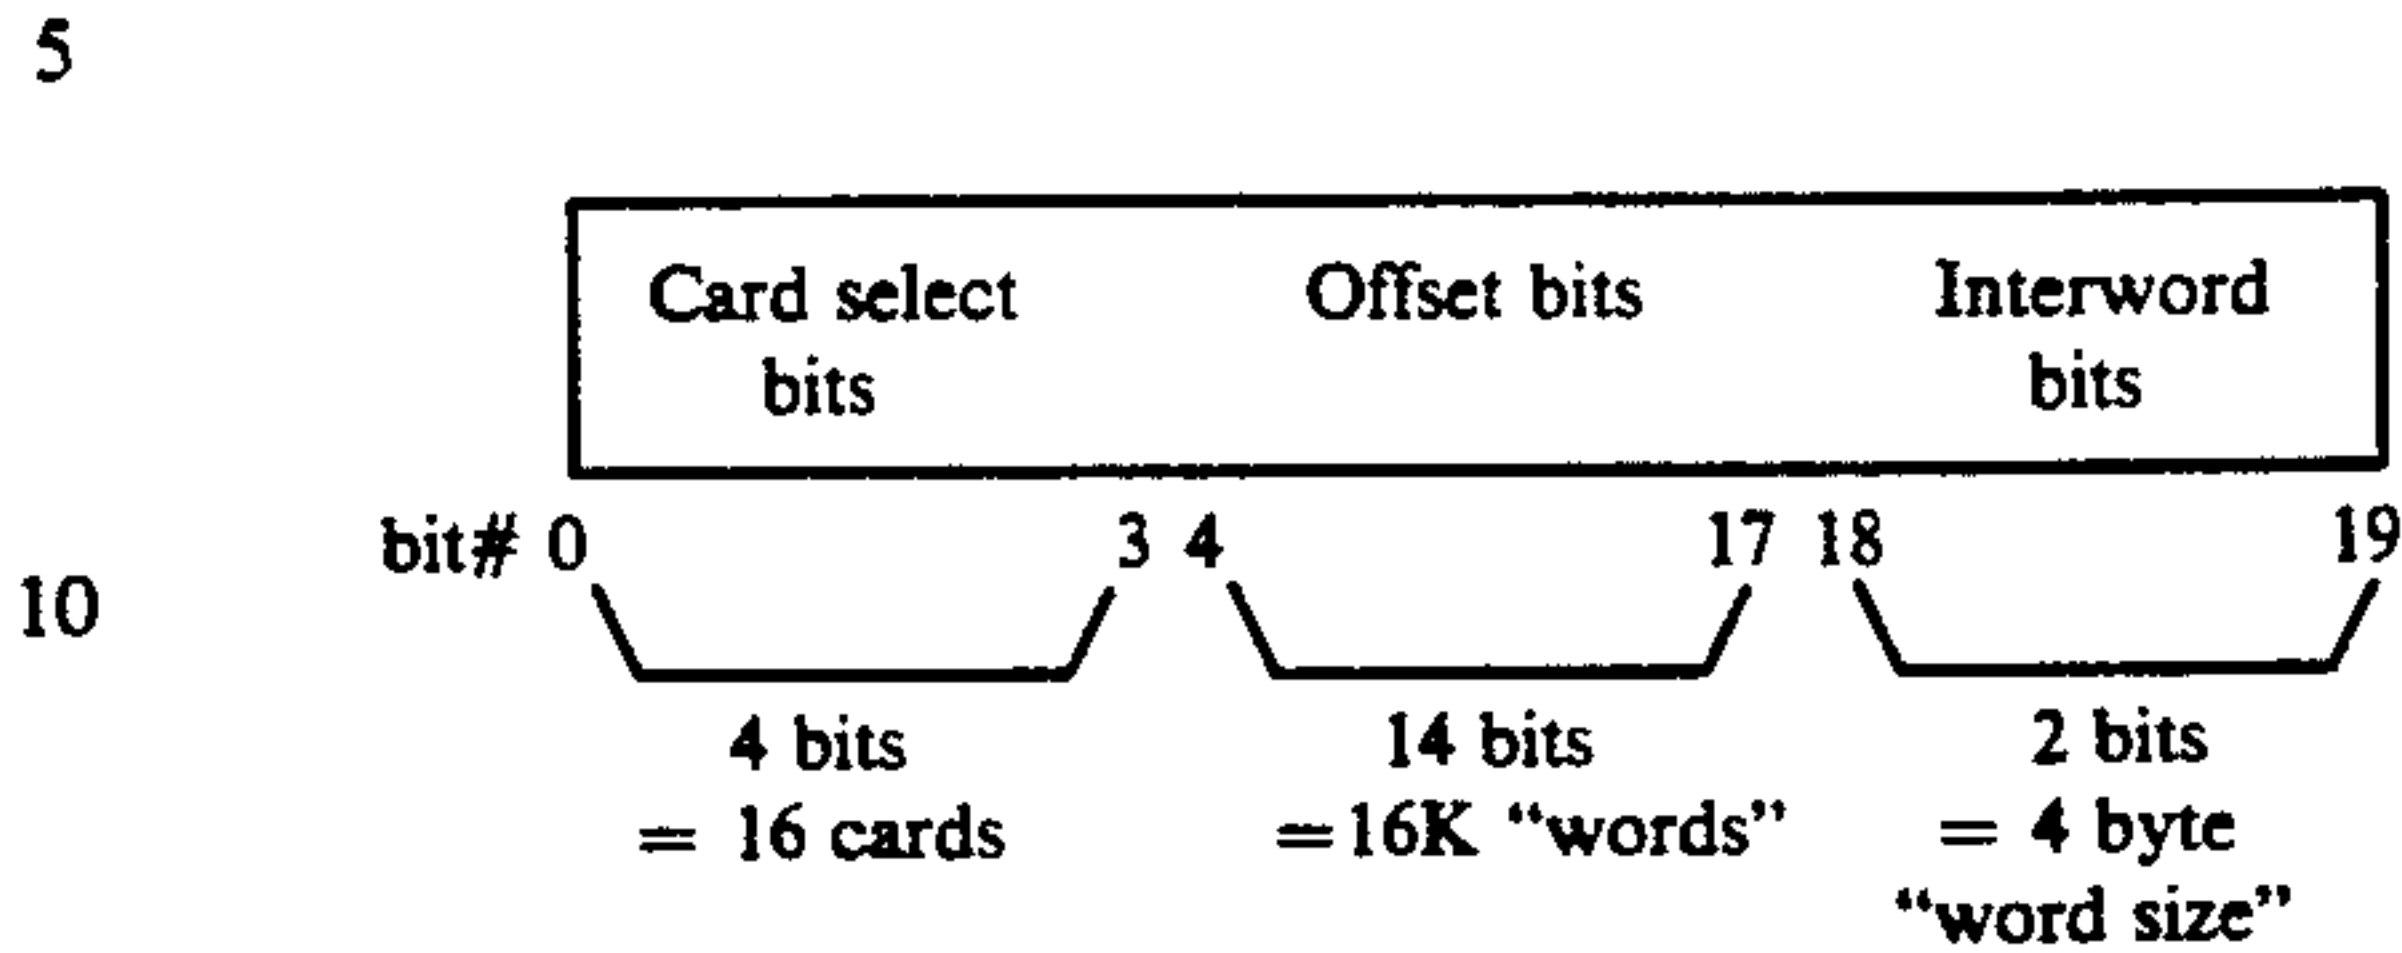 5
Card select Offset bits Interword
bits bits
bit# 0 3 4 17 18 19
10
4 bits 14 bits 2 bits
= 16 cards =16K “words” = 4 byte
“word size”